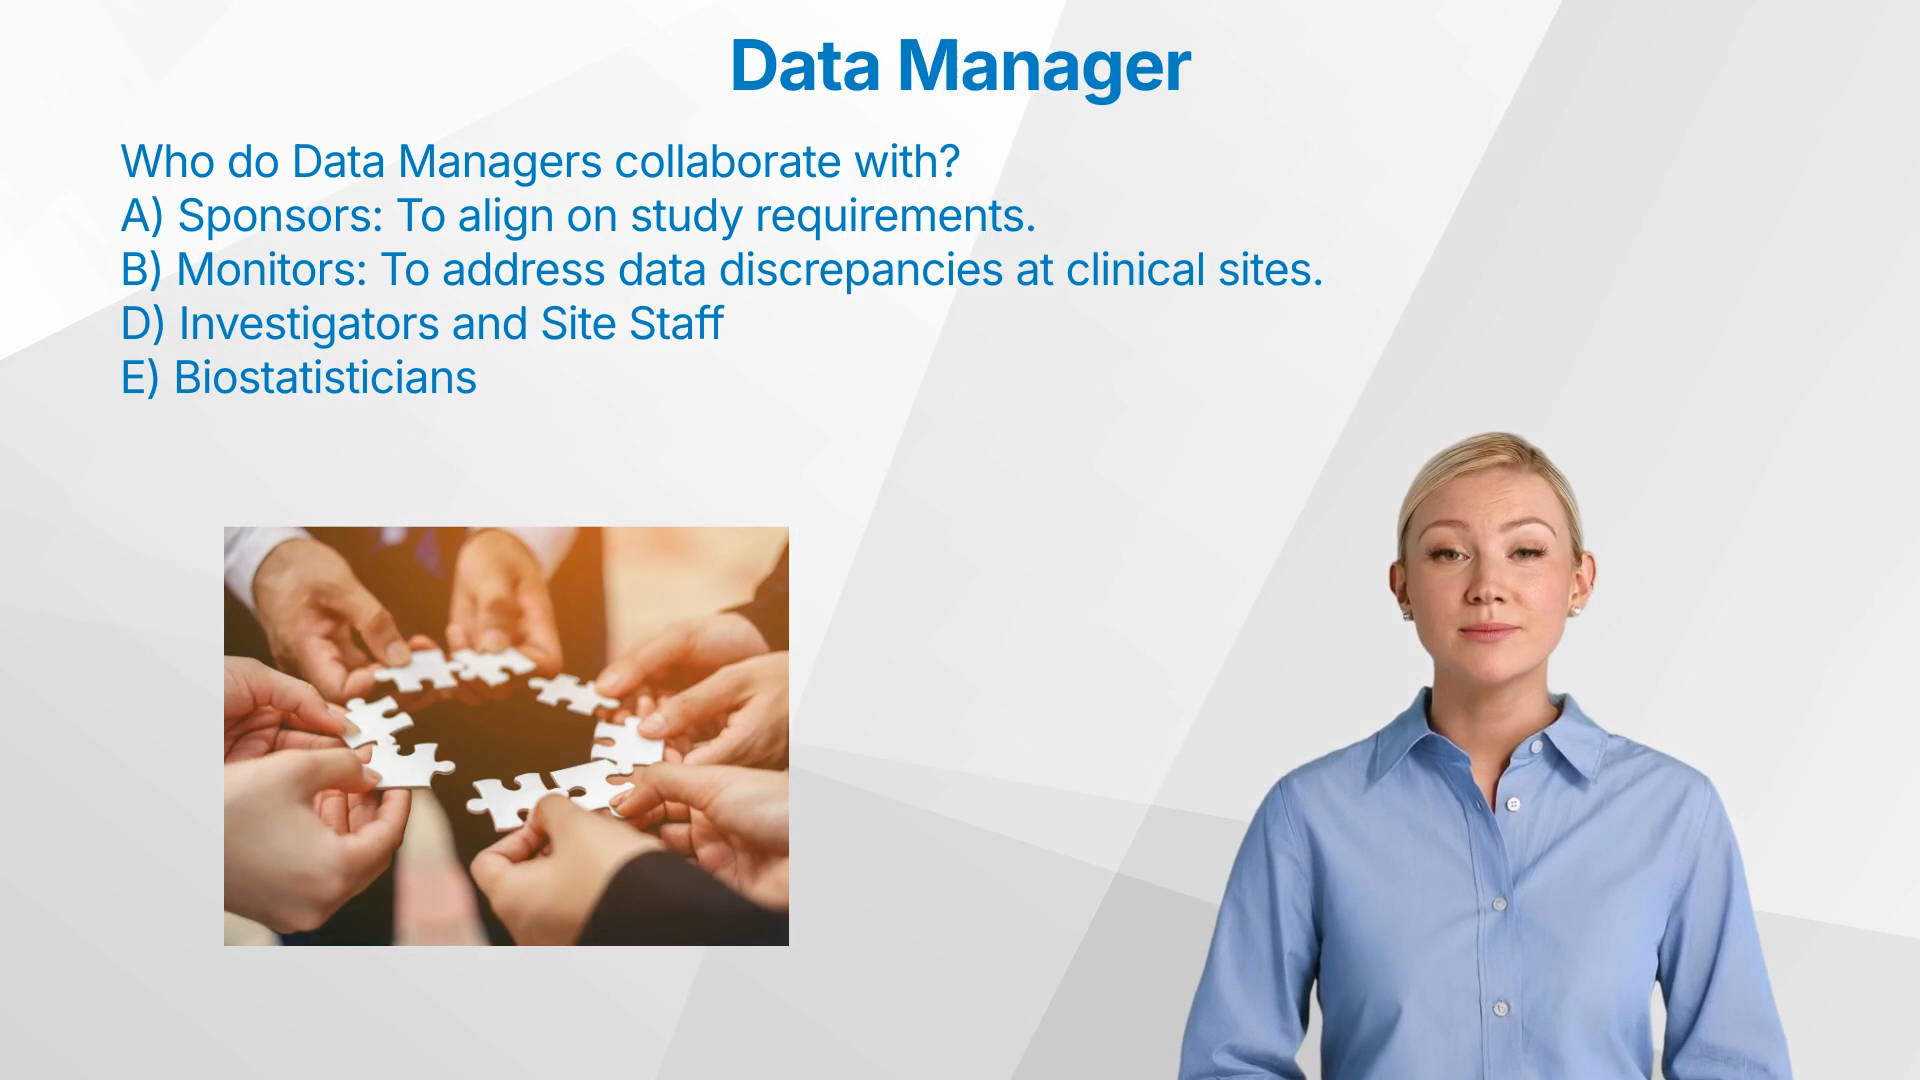 Data Manager
Who do Data Managers collaborate with?
A) Sponsors: To align on study requirements.
B) Monitors: To address data discrepancies at clinical sites.
D) Investigators and Site Staff
E) Biostatisticians